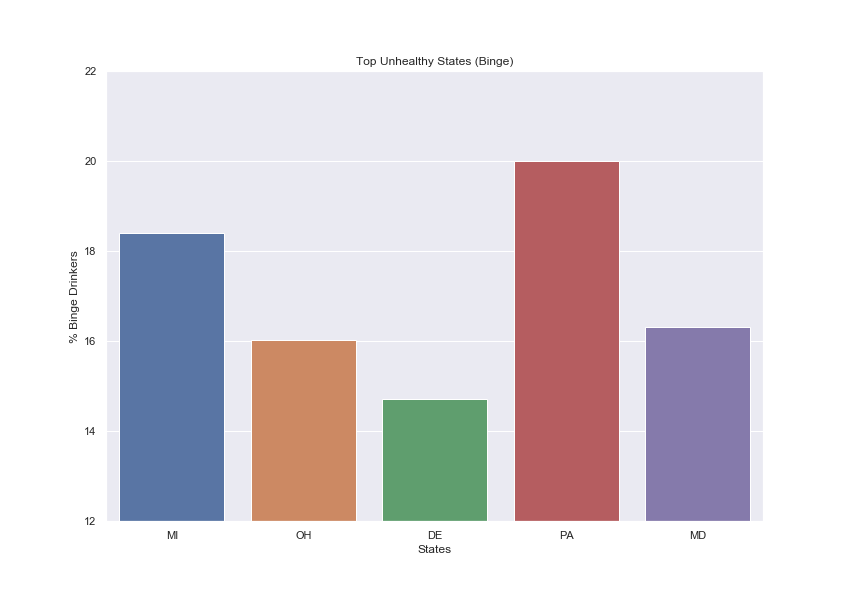 Top Unhealthy States (Binge)
22
20
18
16
14
12
% Binge Drinkers
MI OH DE PA MD
States